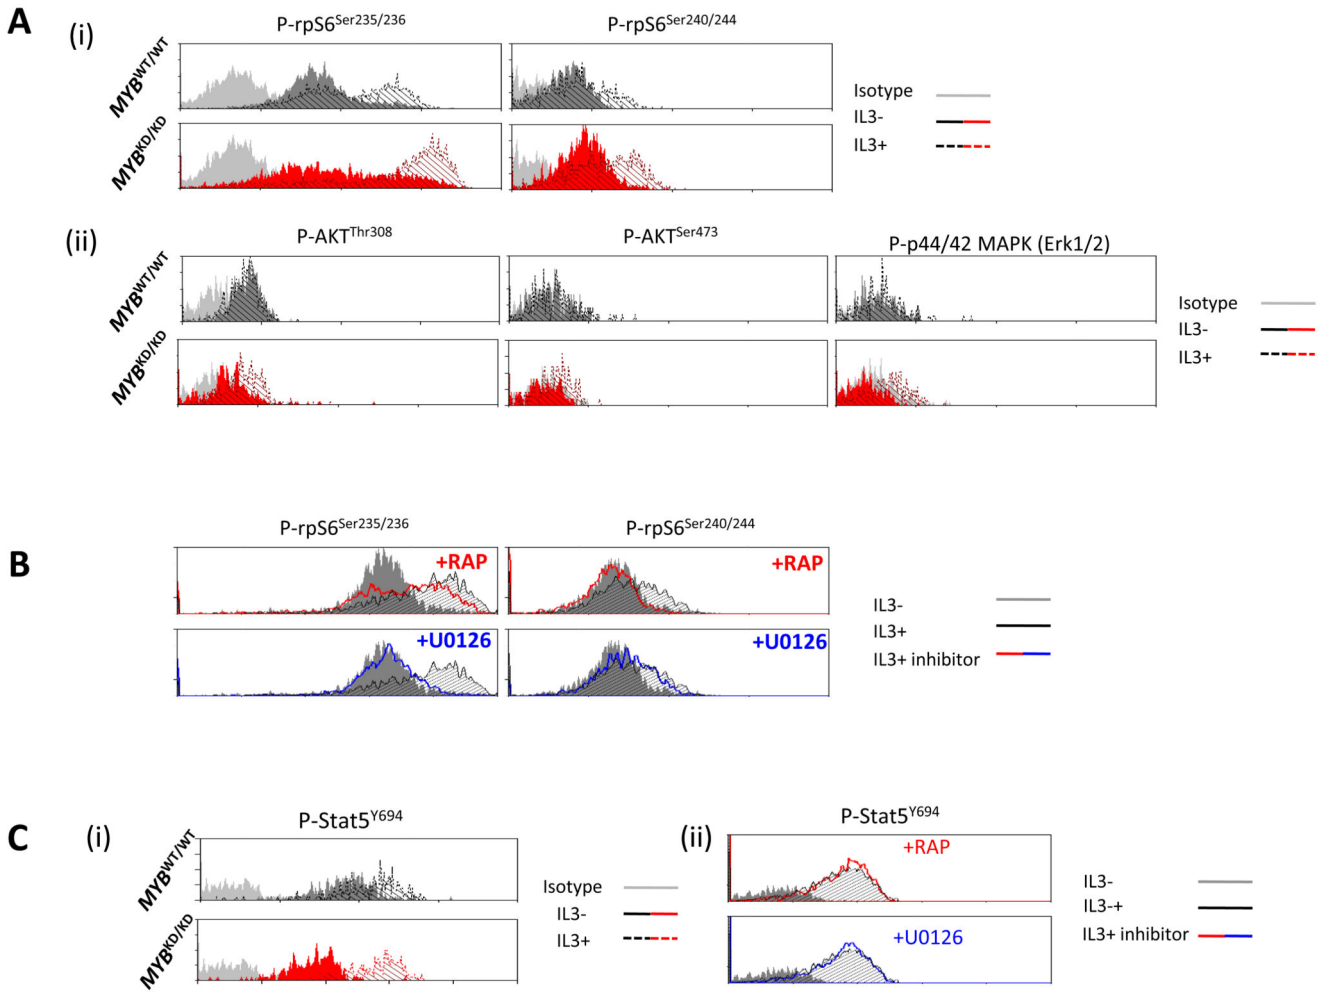 A
(i)
P-rpS6Ser235/236
P-rpS6Ser240/244
MYBWT/WT
MYBKD/KD
Isotype
IL3-
IL3+
(ii)
P-AKTThr308
P-AKTSer473
P-p44/42 MAPK (Erk1/2)
MYBWT/WT
MYBKD/KD
Isotype
IL3-
IL3+
B
P-rpS6Ser235/236
P-rpS6Ser240/244
+RAP
+RAP
+U0126
+U0126
IL3-
IL3+
IL3+ inhibitor
C
(i)
P-Stat5Y694
MYBWT/WT
MYBKD/KD
Isotype
IL3-
IL3+
(ii)
P-Stat5Y694
+RAP
+U0126
IL3-
IL3-+
IL3+ inhibitor